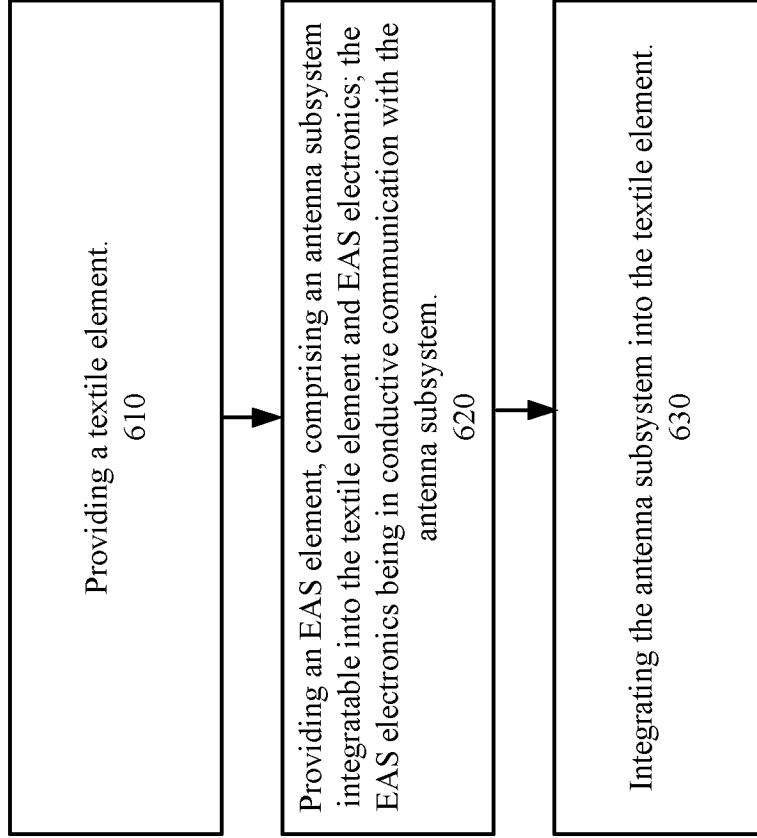 Providing a textile element.
610
Providing an EAS element, comprising an antenna subsystem
integratable into the textile element and EAS electronics; the
EAS electronics being in conductive communication with the
antenna subsystem.
620
Integrating the antenna subsystem into the textile element.
630